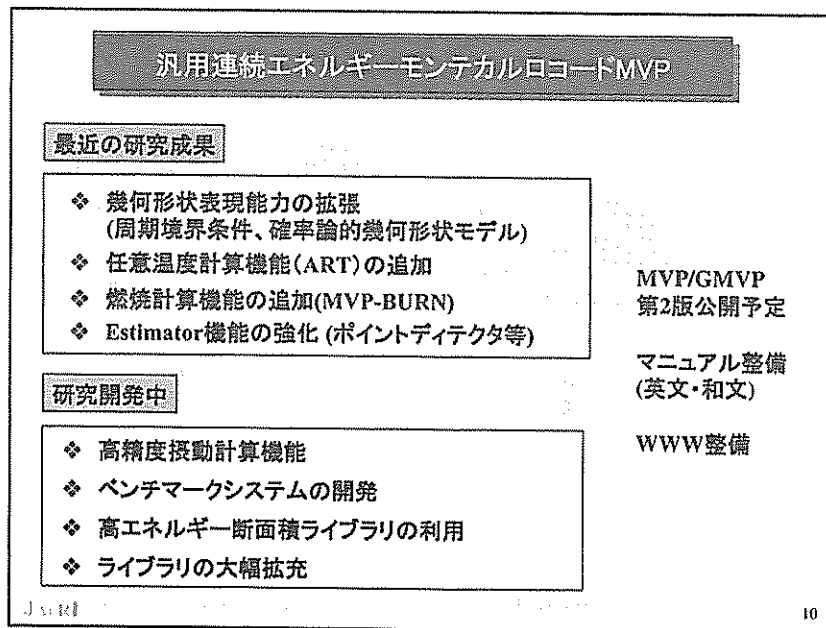 汎用連続エネルギーモンテカルロコードMVP
最近の研究成果
❖ 幾何形状表現能力の拡張
(周期境界条件、確率論的幾何形状モデル)
❖ 任意温度計算機能(ART)の追加
❖ 燃焼計算機能の追加(MVP-BURN)
❖ Estimator機能の強化 (ポイントディテクタ等)
MVP/GMVP
第2版公開予定
マニュアル整備
(英文・和文)
WWW整備
研究開発中
❖ 高精度摂動計算機能
❖ ベンチマークシステムの開発
❖ 高エネルギー断面積ライブラリの利用
❖ ライブラリの大幅拡充
JAERI
10